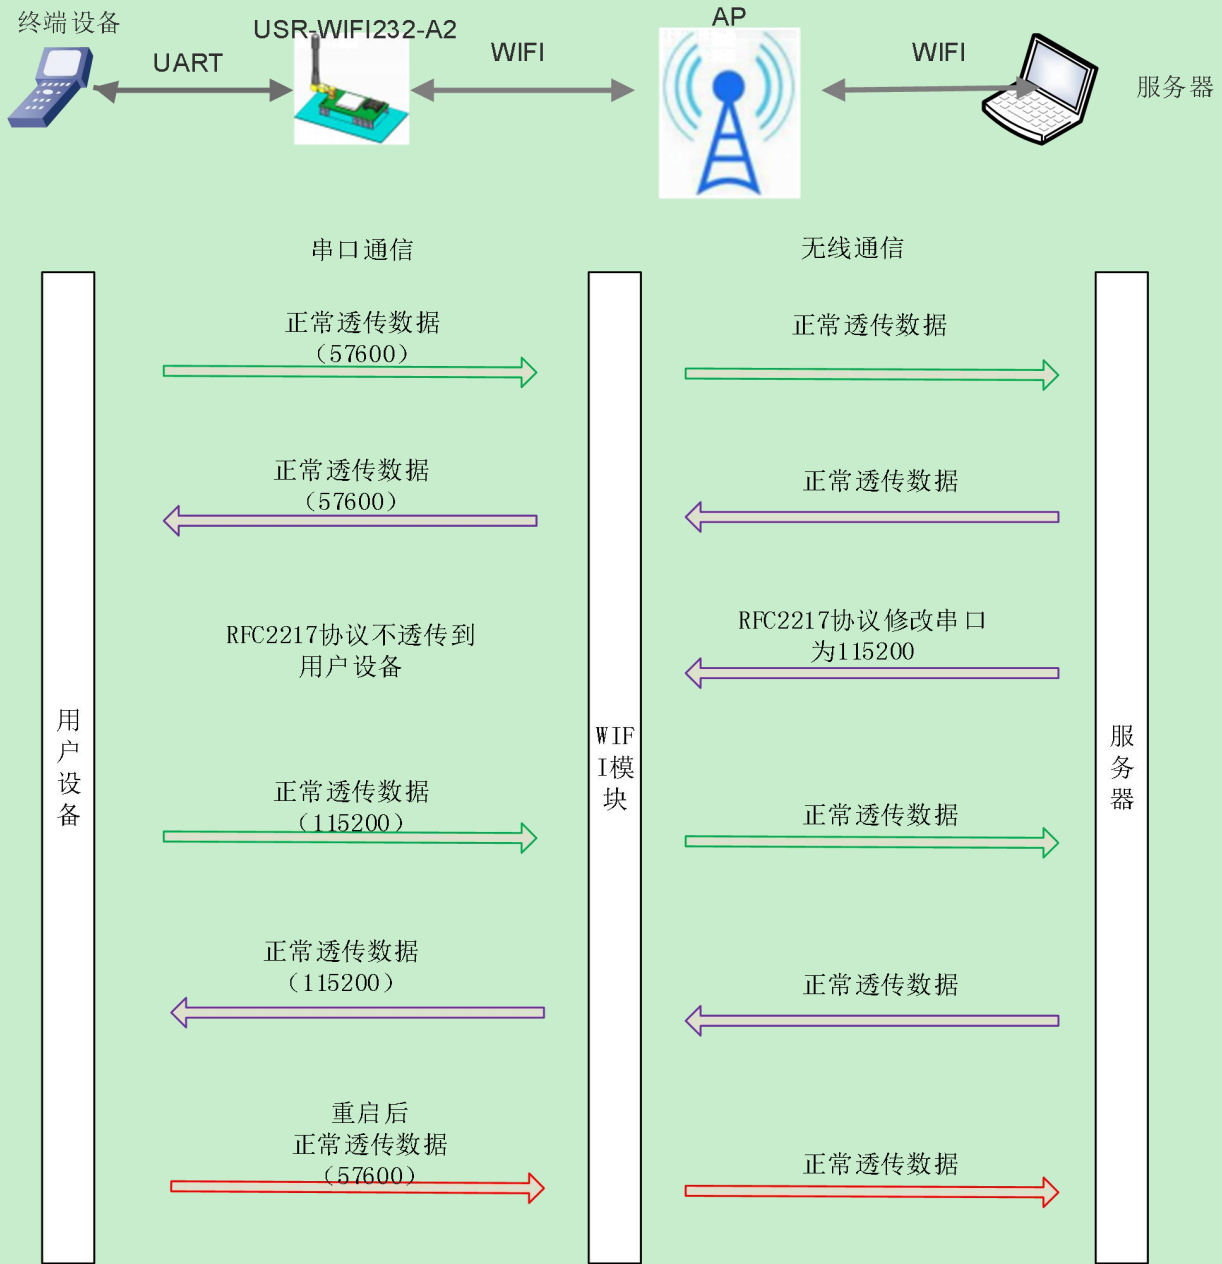 终端设备
USR-WIFI232-A2
AP
UART
WIFI
WIFI
服务器
串口通信
无线通信
正常透传数据
（57600）
正常透传数据
正常透传数据
（57600）
正常透传数据
RFC2217协议不透传到
用户设备
RFC2217协议修改串口
为115200
用
户
设
备
WIF
I模
块
服
务
器
正常透传数据
（115200）
正常透传数据
正常透传数据
（115200）
正常透传数据
重启后
正常透传数据
（57600）
正常透传数据